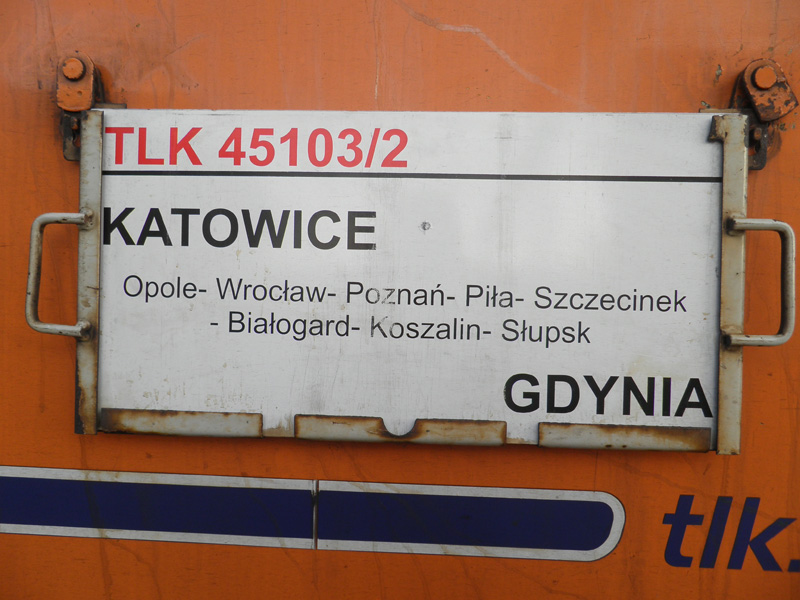 TLK 45103/2
KATOWICE
Opole- Wrocław- Poznań- Piła- Szczecinek
- Białogard- Koszalin- Słupsk
GDYNIA
tlk.